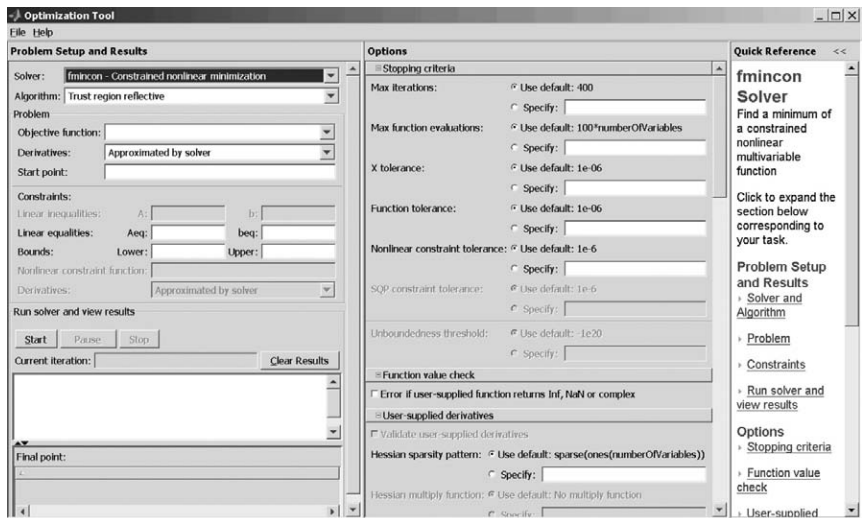 Optimization Tool
File Help
Problem Setup and Results
Solver: fmincon - Constrained nonlinear minimization
Algorithm: Trust region reflective
Problem
Objective function:
Derivatives: Approximated by solver
Start point:
Constraints:
Linear inequalities: A: b:
Linear equalities: Aeq: beq:
Bounds: Lower: Upper:
Nonlinear constraint function:
Derivatives: Approximated by solver
Run solver and view results
Start Pause Stop
Current iteration: Clear Results
Final point:
Options
Stopping criteria
Max iterations: Use default: 400
Specify:
Max function evaluations: Use default: 100*numberOfVariables
Specify:
X tolerance: Use default: 1e-06
Specify:
Function tolerance: Use default: 1e-06
Specify:
Nonlinear constraint tolerance: Use default: 1e-6
Specify:
SQP constraint tolerance: Use default: 1e-6
Specify:
Unboundedness threshold: Use default: -1e20
Specify:
Function value check
Error if user-supplied function returns Inf, NaN or complex
User-supplied derivatives
Validate user-supplied derivatives
Hessian sparsity pattern: Use default: sparse(ones(numberOfVariables))
Specify:
Hessian multiply function: Use default: No multiply function
Specify:
Quick Reference <<
fmincon
Solver
Find a minimum of
a constrained
nonlinear
multivariable
function
Click to expand the
section below
corresponding to
your task.
Problem Setup
and Results
Solver and
Algorithm
Problem
Constraints
Run solver and
view results
Options
Stopping criteria
Function value
check
User-supplied